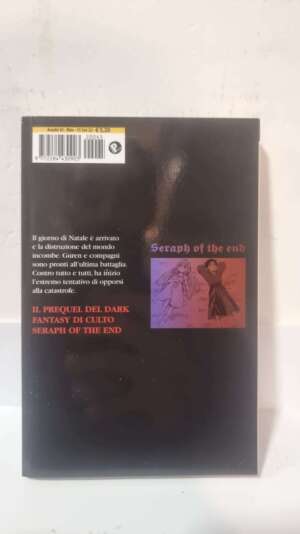 € 5,20
Il giorno di Natale è arrivato
e la distruzione del mondo
incombe. Guren e compagni
sono pronti all'ultima battaglia.
Contro tutto e tutti, ha inizio
l'estremo tentativo di opporsi
alla catastrofe.
IL PREQUEL DEL DARK
FANTASY DI CULTO
SERAPH OF THE END
Seraph of the end